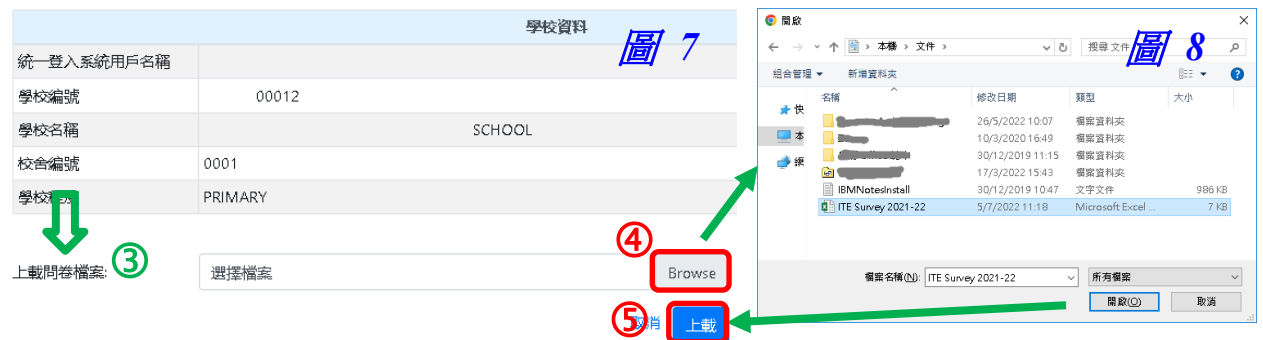 學校資料
圖 7
統一登入系統用戶名稱
學校編號 00012
學校名稱 SCHOOL
校舍編號 0001
學校 PRIMARY
上載問卷檔案: ③
選擇檔案 Browse
④
⑤
取消 上載
開啟
圖 8
本機 › 文件 ›
搜尋 文件
組合管理 新增資料夾
名稱 修改日期 類型 大小
快
本
網
26/5/2022 10:07 檔案資料夾
10/3/2020 16:49 檔案資料夾
30/12/2019 11:15 檔案資料夾
17/3/2022 15:43 檔案資料夾
IBMNotesInstall 30/12/2019 10:47 文字文件 986 KB
ITE Survey 2021-22 5/7/2022 11:18 Microsoft Excel ... 7 KB
檔案名稱(N): ITE Survey 2021-22 所有檔案
開啟(O) 取消